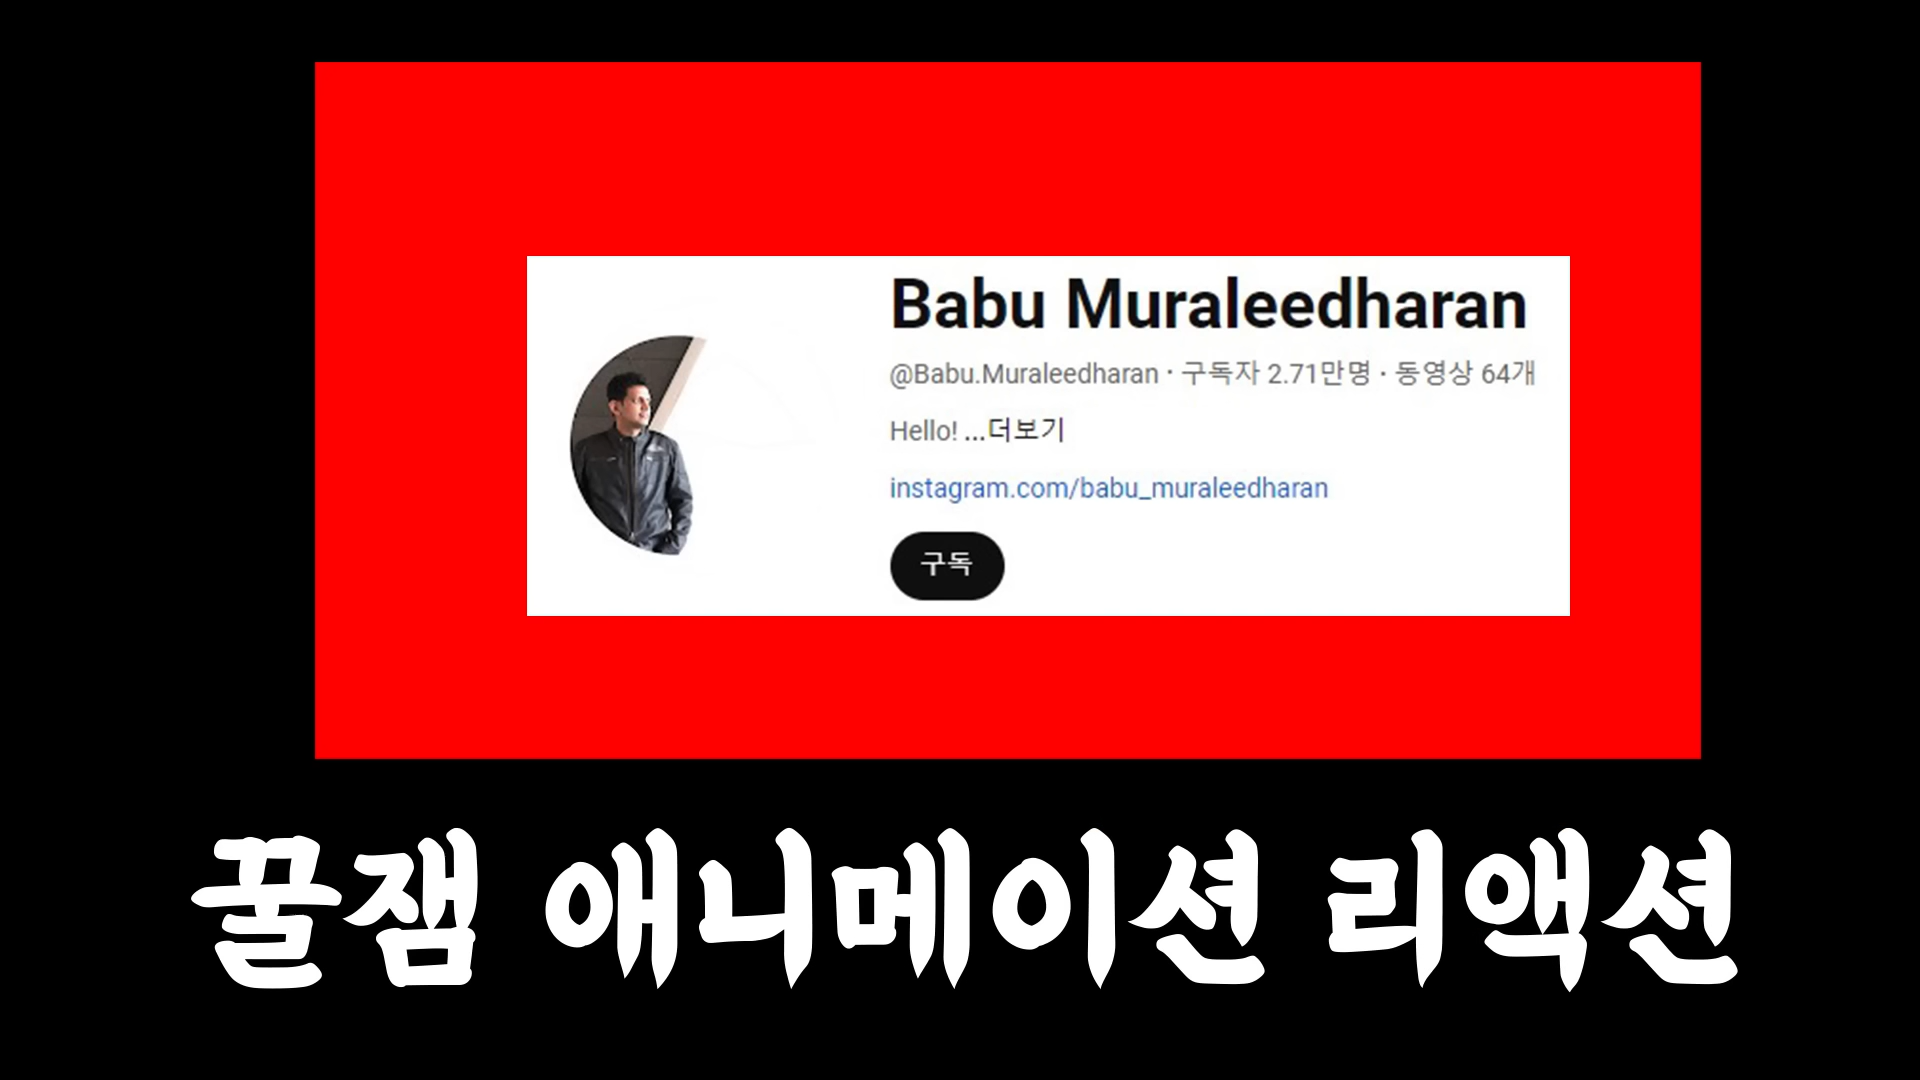 Babu Muraleedharan
@Babu.Muraleedharan · 구독자 2.71만명 · 동영상 64개
Hello! ...더보기
instagram.com/babu_muraleedharan
구독
꿀잼 애니메이션 리액션